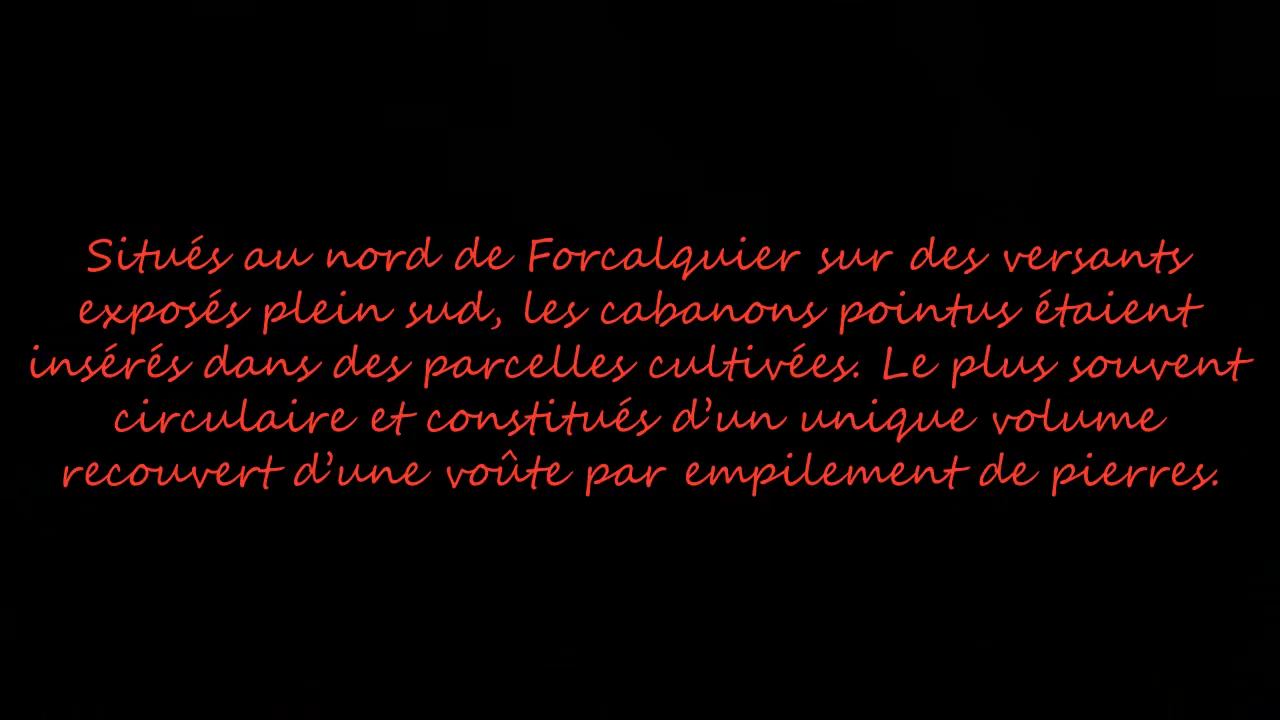 Situés au nord de Forcalquier sur des versants
exposés plein sud, les cabanons pointus étaient
insérés dans des parcelles cultivées. Le plus souvent
circulaire et constitués d’un unique volume
recouvert d’une voûte par empilement de pierres.